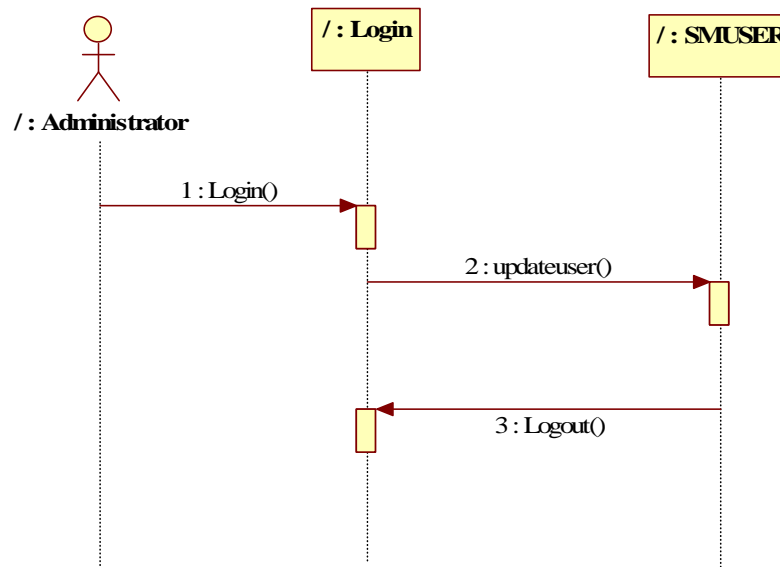 / : Login
/ : SMUSER
/ : Administrator
1 : Login()
2 : updateuser()
3 : Logout()